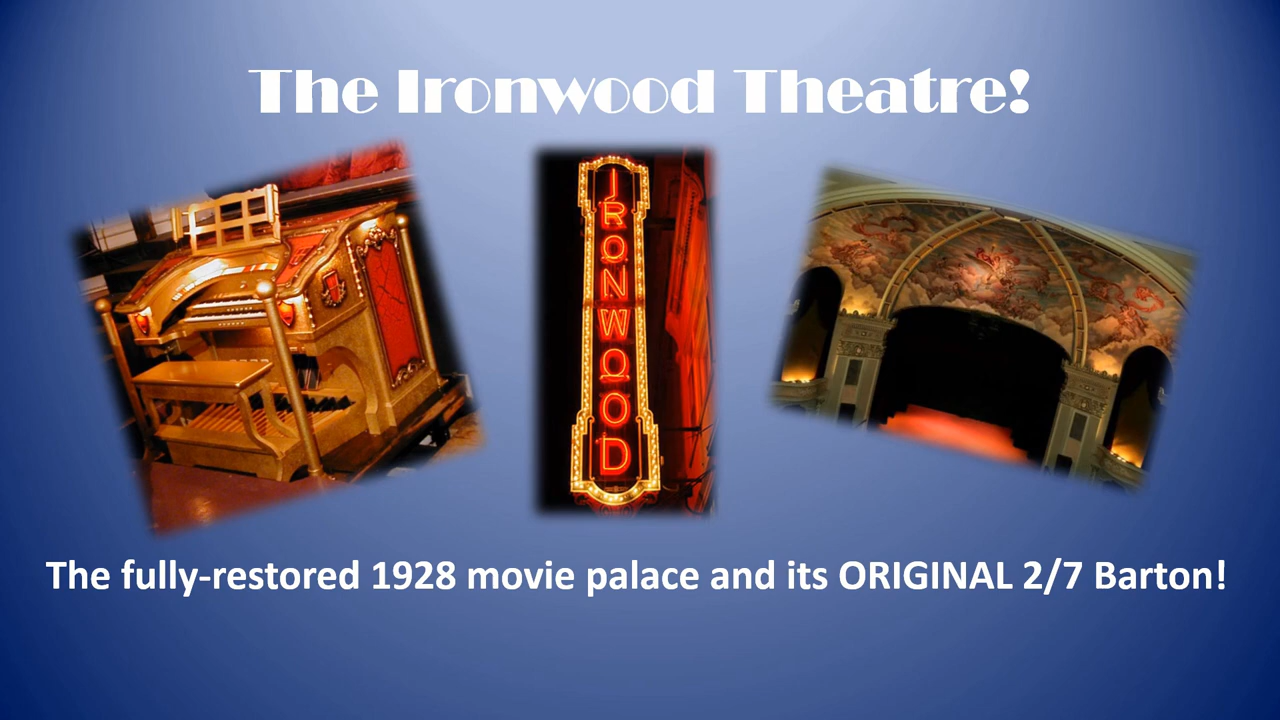 The Ironwood Theatre!
IRONWOOD
The fully-restored 1928 movie palace and its ORIGINAL 2/7 Barton!